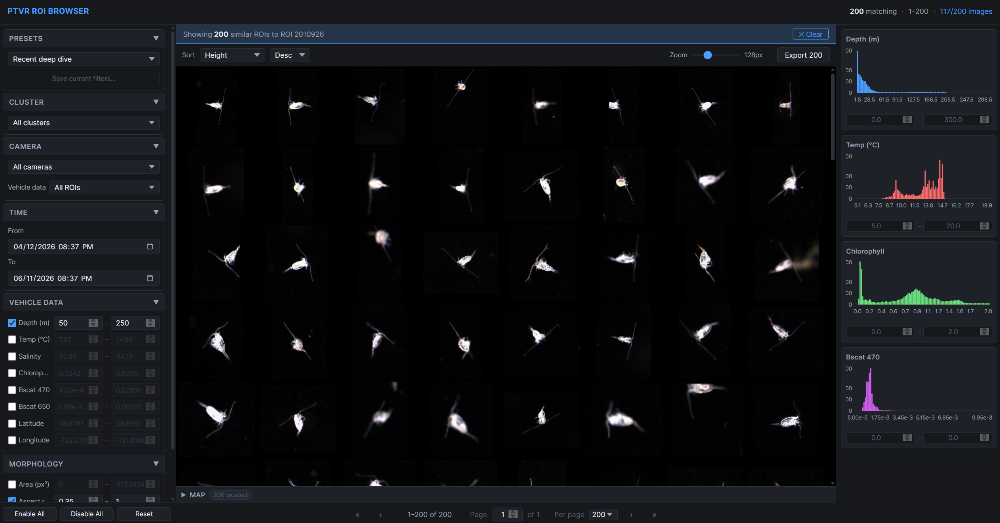 PTVR ROI BROWSER
200 matching · 1–200 · 117/200 images
PRESETS
Recent deep dive
Save current filters...
CLUSTER
All clusters
CAMERA
All cameras
Vehicle data All ROIs
TIME
From
04/12/2026 08:37 PM
To
06/11/2026 08:37 PM
VEHICLE DATA
Depth (m) 50 – 250
Temp (°C) 7.87 – 14.93
Salinity 32.63 – 34.13
Chlorop... 0.0242 – 5.6036
Bscat 470 4.00e-4 – 0.02108
Bscat 650 1.96e-4 – 0.00955
Latitude 36.6787 – 36.8159
Longitude -122.3765 – -121.8346
MORPHOLOGY
Area (px²) 0 – 3253604
Aspect r 0.35 – 1
Enable All Disable All Reset
Showing 200 similar ROIs to ROI 2010926
× Clear
Sort Height Desc
Zoom 128px Export 200
MAP 200 located
« ‹ 1–200 of 200 Page 1 of 1 Per page 200 › »
Depth (m)
00
00
00
0
1.5 28.5 61.5 91.5 127.5 166.5 205.5 247.5 298.5
0.0 – 300.0
Temp (°C)
00
00
00
0
5.1 6.3 7.5 8.7 10.0 11.5 13.0 14.7 16.2 17.7 19.9
5.0 – 20.0
Chlorophyll
00
00
00
0
0.0 0.2 0.4 0.6 0.7 0.9 1.1 1.2 1.4 1.6 1.7 2.0
0.0 – 2.0
Bscat 470
00
00
00
0
5.00e-5 1.75e-3 3.45e-3 5.15e-3 6.85e-3 9.95e-3
0.0 – 0.0